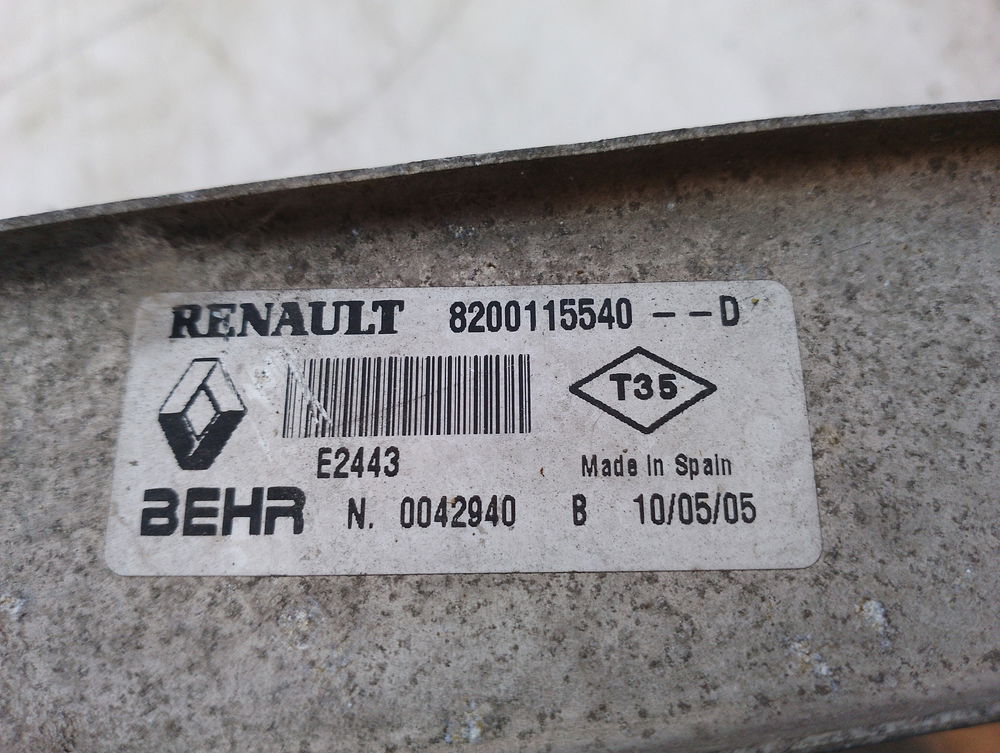 RENAULT 8200115540 --D
T35
E2443
Made In Spain
BEHR N. 0042940 B 10/05/05